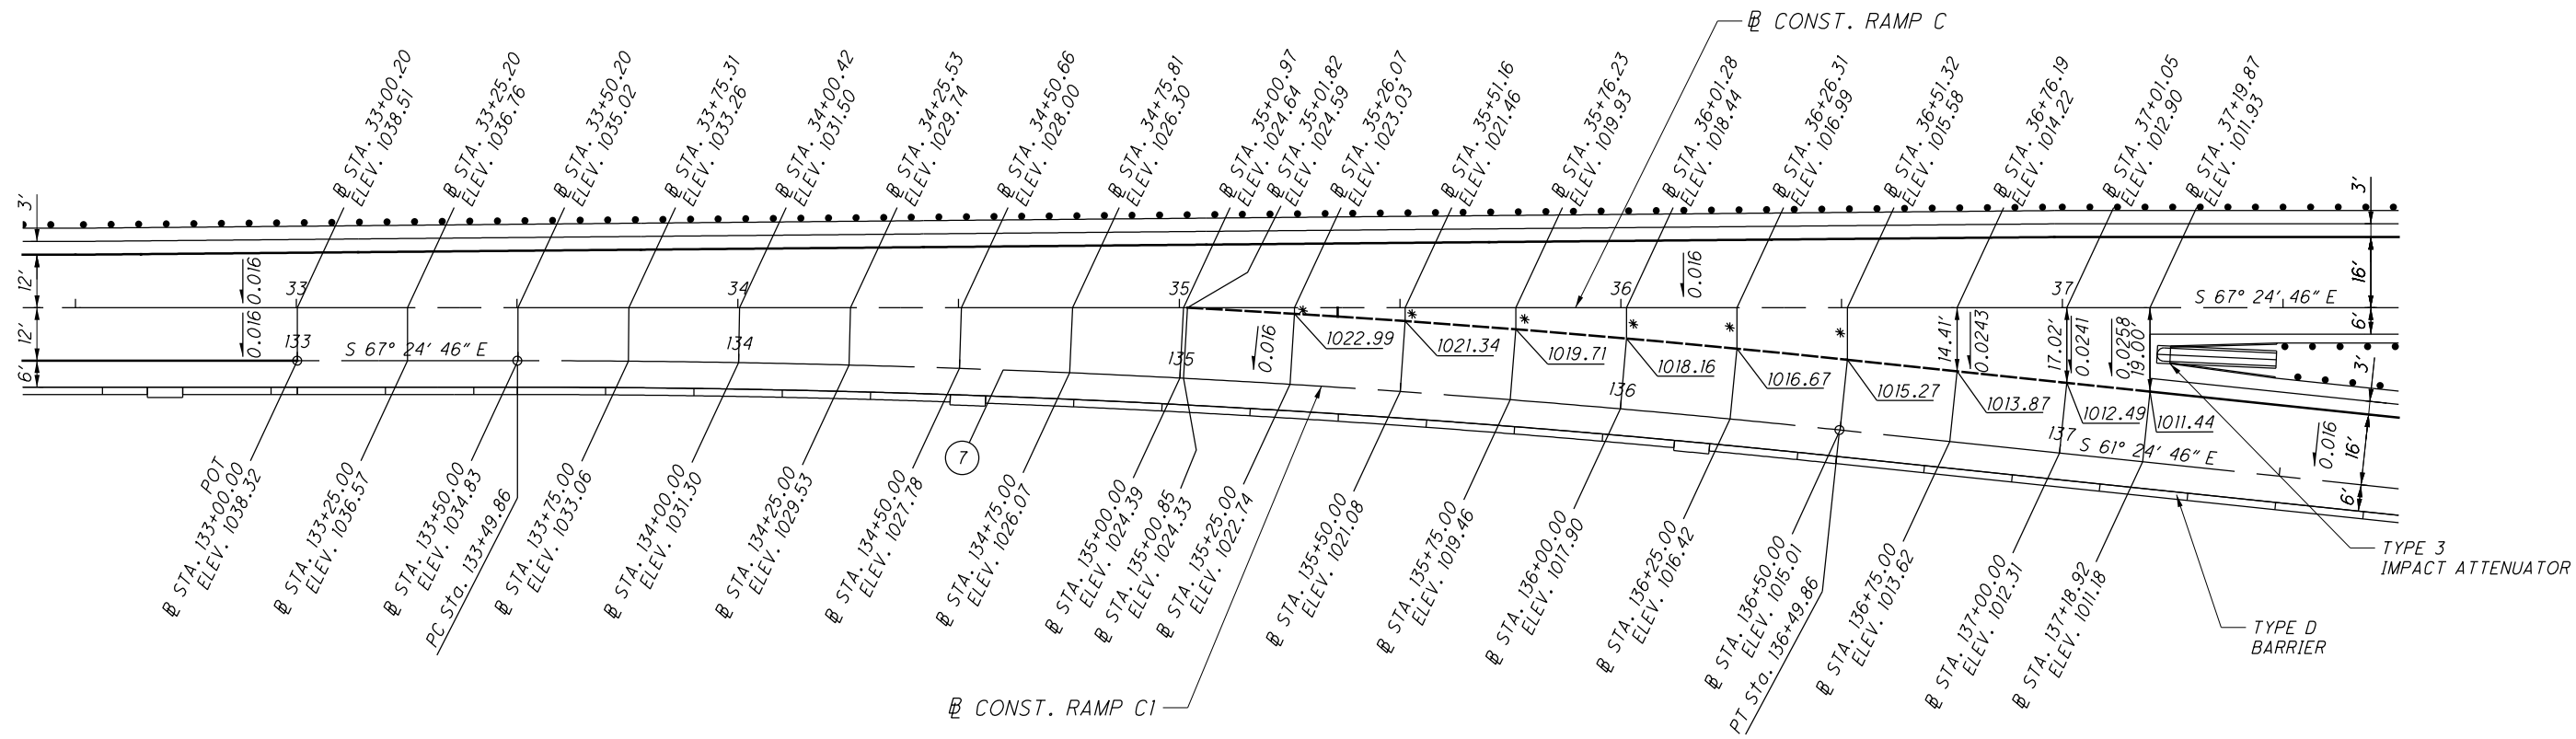 ℄ CONST. RAMP C
℄ STA. 33+00.20
ELEV. 1038.51
℄ STA. 33+25.20
ELEV. 1036.76
℄ STA. 33+50.20
ELEV. 1035.02
℄ STA. 33+75.31
ELEV. 1033.26
℄ STA. 34+00.42
ELEV. 1031.50
℄ STA. 34+25.53
ELEV. 1029.74
℄ STA. 34+50.66
ELEV. 1028.00
℄ STA. 34+75.81
ELEV. 1026.30
℄ STA. 35+00.97
ELEV. 1024.64
℄ STA. 35+01.82
ELEV. 1024.59
℄ STA. 35+26.07
ELEV. 1023.03
℄ STA. 35+51.16
ELEV. 1021.46
℄ STA. 35+76.23
ELEV. 1019.93
℄ STA. 36+01.28
ELEV. 1018.44
℄ STA. 36+26.31
ELEV. 1016.99
℄ STA. 36+51.32
ELEV. 1015.58
℄ STA. 36+76.19
ELEV. 1014.22
℄ STA. 37+01.05
ELEV. 1012.90
℄ STA. 37+19.87
ELEV. 1011.93
3'
3'
12'
0.016
33
34
35
36
0.016
37
S 67° 24' 46" E
16'
12'
0.016
133
S 67° 24' 46" E
134
135
0.016
*
1022.99
*
1021.34
*
1019.71
*
1018.16
*
1016.67
*
1015.27
14.41'
0.0243
1013.87
17.02'
0.0241
1012.49
0.0258
19.00'
1011.44
6'
3'
6'
136
137
S 61° 24' 46" E
0.016
16'
6'
7
POT
℄ STA. 133+00.00
ELEV. 1038.32
℄ STA. 133+25.00
ELEV. 1036.57
℄ STA. 133+50.00
ELEV. 1034.83
PC Sta. 133+49.86
℄ STA. 133+75.00
ELEV. 1033.06
℄ STA. 134+00.00
ELEV. 1031.30
℄ STA. 134+25.00
ELEV. 1029.53
℄ STA. 134+50.00
ELEV. 1027.78
℄ STA. 134+75.00
ELEV. 1026.07
℄ STA. 135+00.00
ELEV. 1024.39
℄ STA. 135+00.85
ELEV. 1024.33
℄ STA. 135+25.00
ELEV. 1022.74
℄ STA. 135+50.00
ELEV. 1021.08
℄ STA. 135+75.00
ELEV. 1019.46
℄ STA. 136+00.00
ELEV. 1017.90
℄ STA. 136+25.00
ELEV. 1016.42
℄ STA. 136+50.00
ELEV. 1015.01
PT Sta. 136+49.86
℄ STA. 136+75.00
ELEV. 1013.62
℄ STA. 137+00.00
ELEV. 1012.31
℄ STA. 137+18.92
ELEV. 1011.18
TYPE 3
IMPACT ATTENUATOR
TYPE D
BARRIER
℄ CONST. RAMP C1